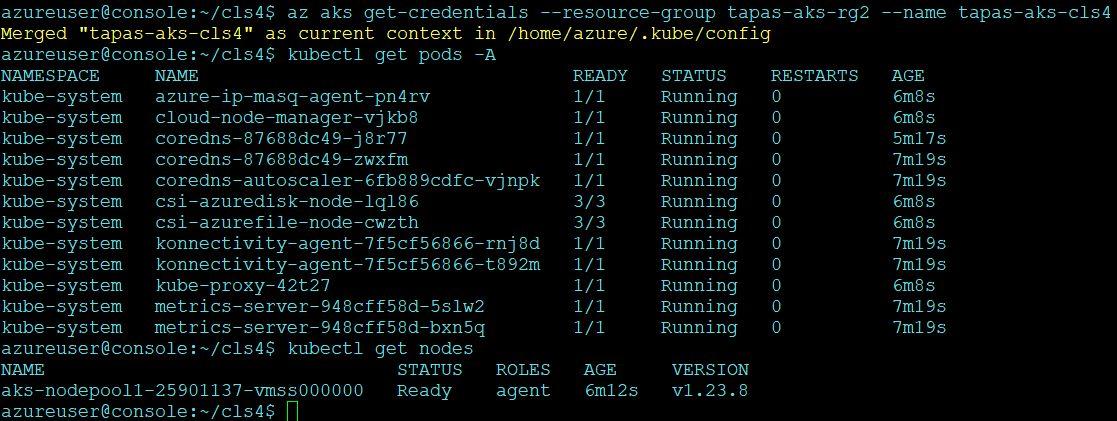 azureuser@console:~/cls4$ az aks get-credentials --resource-group tapas-aks-rg2 --name tapas-aks-cls4
Merged "tapas-aks-cls4" as current context in /home/azure/.kube/config
azureuser@console:~/cls4$ kubectl get pods -A
NAMESPACE     NAME                                  READY   STATUS    RESTARTS   AGE
kube-system   azure-ip-masq-agent-pn4rv             1/1     Running   0          6m8s
kube-system   cloud-node-manager-vjkb8              1/1     Running   0          6m8s
kube-system   coredns-87688dc49-j8r77               1/1     Running   0          5m17s
kube-system   coredns-87688dc49-zwxfm               1/1     Running   0          7m19s
kube-system   coredns-autoscaler-6fb889cdfc-vjnpk   1/1     Running   0          7m19s
kube-system   csi-azuredisk-node-lql86              3/3     Running   0          6m8s
kube-system   csi-azurefile-node-cwzth              3/3     Running   0          6m8s
kube-system   konnectivity-agent-7f5cf56866-rnj8d   1/1     Running   0          7m19s
kube-system   konnectivity-agent-7f5cf56866-t892m   1/1     Running   0          7m19s
kube-system   kube-proxy-42t27                      1/1     Running   0          6m8s
kube-system   metrics-server-948cff58d-5slw2        1/1     Running   0          7m19s
kube-system   metrics-server-948cff58d-bxn5q        1/1     Running   0          7m19s
azureuser@console:~/cls4$ kubectl get nodes
NAME                                STATUS   ROLES   AGE     VERSION
aks-nodepool1-25901137-vmss000000   Ready    agent   6m12s   v1.23.8
azureuser@console:~/cls4$